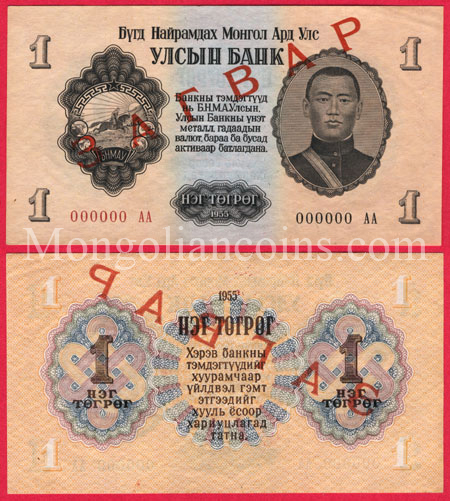 Бүгд Найрамдах Монгол Ард Улс
УЛСЫН БАНК
1
1
ЗАГВАР
Банкны тэмдэгтүүд
нь Б.Н.М.А.Улсын.
Улсын Банкны үнэт
металл, гадаадын
валют, бараа ба бусад
активаар батлагдана.
БНМАУ
1
1
000000 АА
НЭГ ТӨГРӨГ
1955
000000 АА
Mongoliancoins.com
1
1
ЗАГВАР
1955
НЭГ ТӨГРӨГ
1
НЭГ
ТӨГРӨГ
Хэрэв банкны
тэмдэгтүүдийг
хуурамчаар
үйлдвэл гэмт
этгээдийг
хууль ёсоор
хариуцлагад
татна.
1
НЭГ
ТӨГРӨГ
1
1